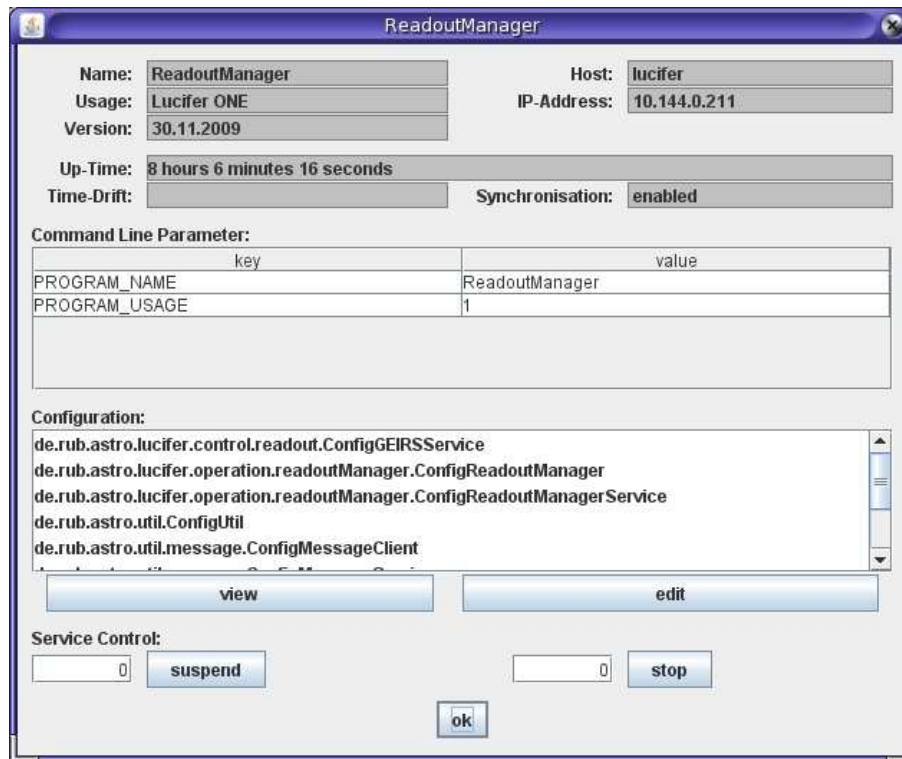 ReadoutManager
Name: ReadoutManager Host: lucifer
Usage: Lucifer ONE IP-Address: 10.144.0.211
Version: 30.11.2009
Up-Time: 8 hours 6 minutes 16 seconds
Time-Drift: Synchronisation: enabled
Command Line Parameter:
key value
PROGRAM_NAME ReadoutManager
PROGRAM_USAGE 1
Configuration:
de.rub.astro.lucifer.control.readout.ConfigGEIRSService
de.rub.astro.lucifer.operation.readoutManager.ConfigReadoutManager
de.rub.astro.lucifer.operation.readoutManager.ConfigReadoutManagerService
de.rub.astro.util.ConfigUtil
de.rub.astro.util.message.ConfigMessageClient
view edit
Service Control:
0 suspend 0 stop
ok